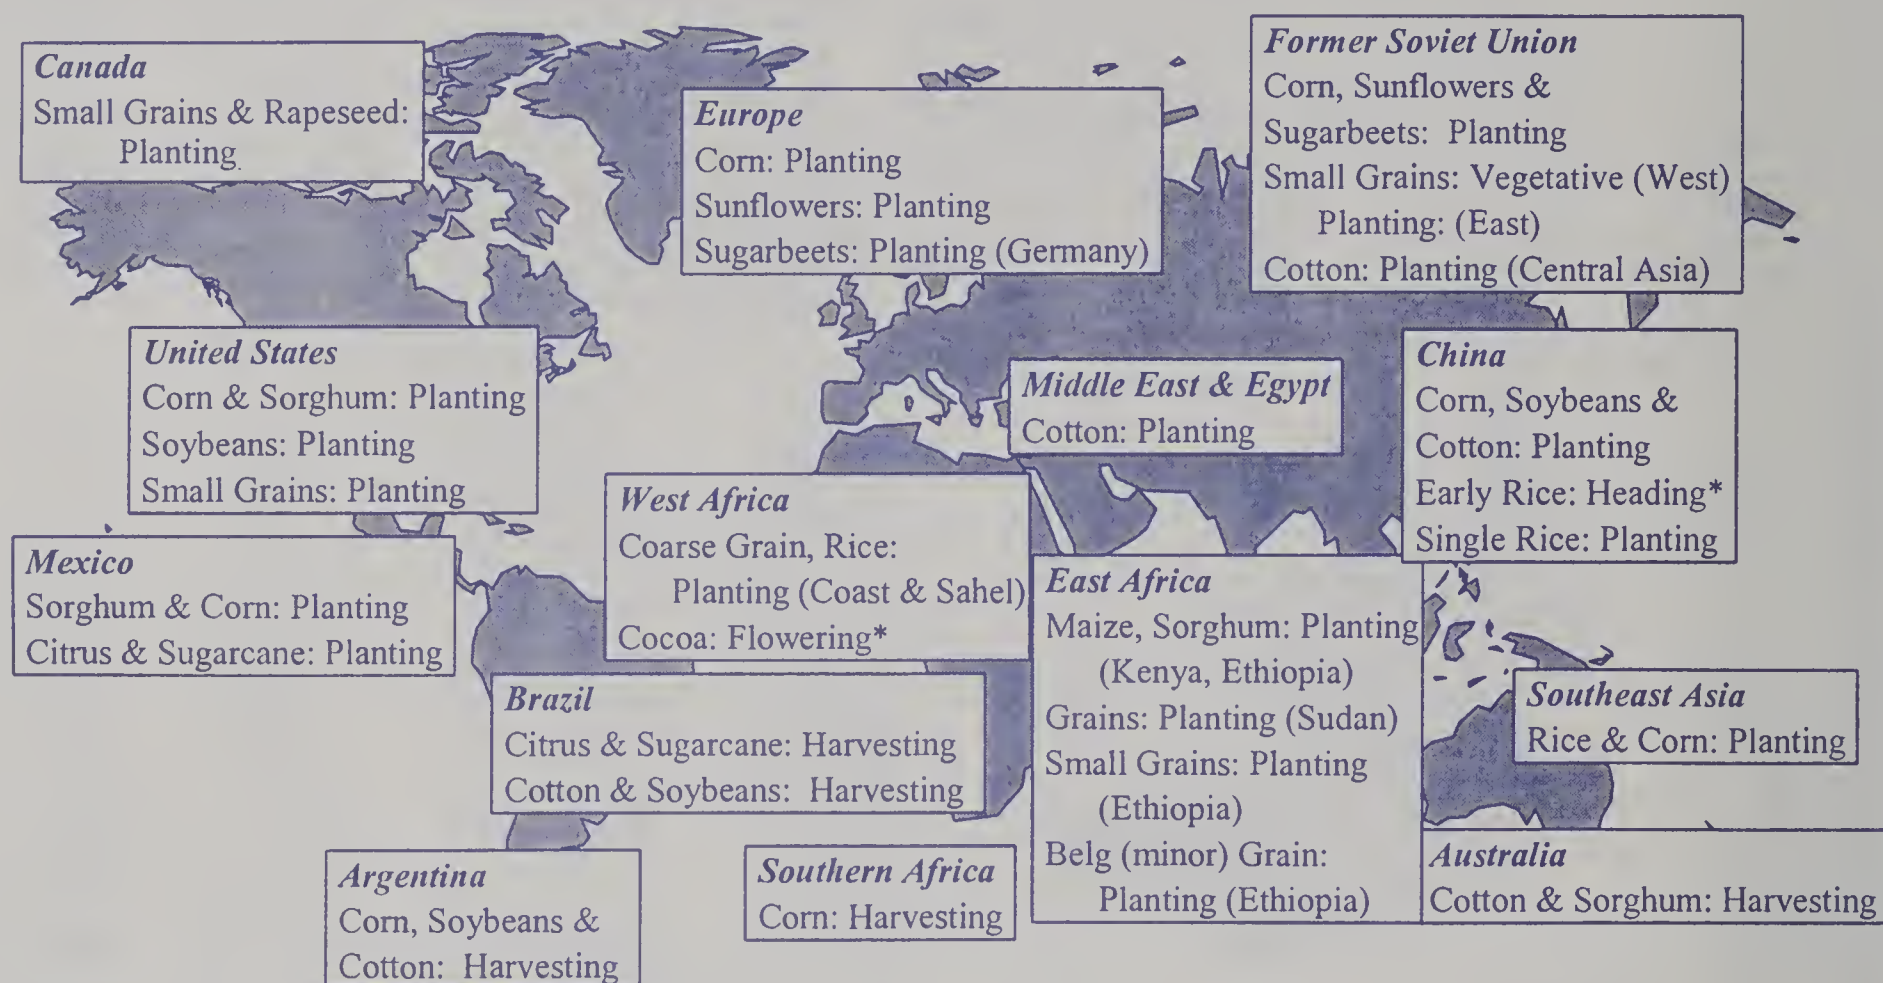 Canada
Small Grains & Rapeseed:
Planting
Europe
Corn: Planting
Sunflowers: Planting
Sugarbeets: Planting (Germany)
Former Soviet Union
Corn, Sunflowers &
Sugarbeets: Planting
Small Grains: Vegetative (West)
Planting: (East)
Cotton: Planting (Central Asia)
United States
Corn & Sorghum: Planting
Soybeans: Planting
Small Grains: Planting
Middle East & Egypt
Cotton: Planting
China
Corn, Soybeans &
Cotton: Planting
Early Rice: Heading*
Single Rice: Planting
Mexico
Sorghum & Corn: Planting
Citrus & Sugarcane: Planting
West Africa
Coarse Grain, Rice:
Planting (Coast & Sahel)
Cocoa: Flowering*
East Africa
Maize, Sorghum: Planting
(Kenya, Ethiopia)
Grains: Planting (Sudan)
Small Grains: Planting
(Ethiopia)
Belg (minor) Grain:
Planting (Ethiopia)
Southeast Asia
Rice & Corn: Planting
Brazil
Citrus & Sugarcane: Harvesting
Cotton & Soybeans: Harvesting
Argentina
Corn, Soybeans &
Cotton: Harvesting
Southern Africa
Corn: Harvesting
Australia
Cotton & Sorghum: Harvesting